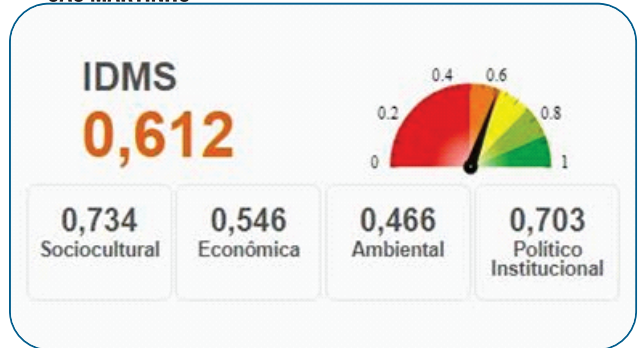 IDMS
0,612
0 0.2 0.4 0.6 0.8 1
0,734
Sociocultural
0,546
Econômica
0,466
Ambiental
0,703
Político
Institucional